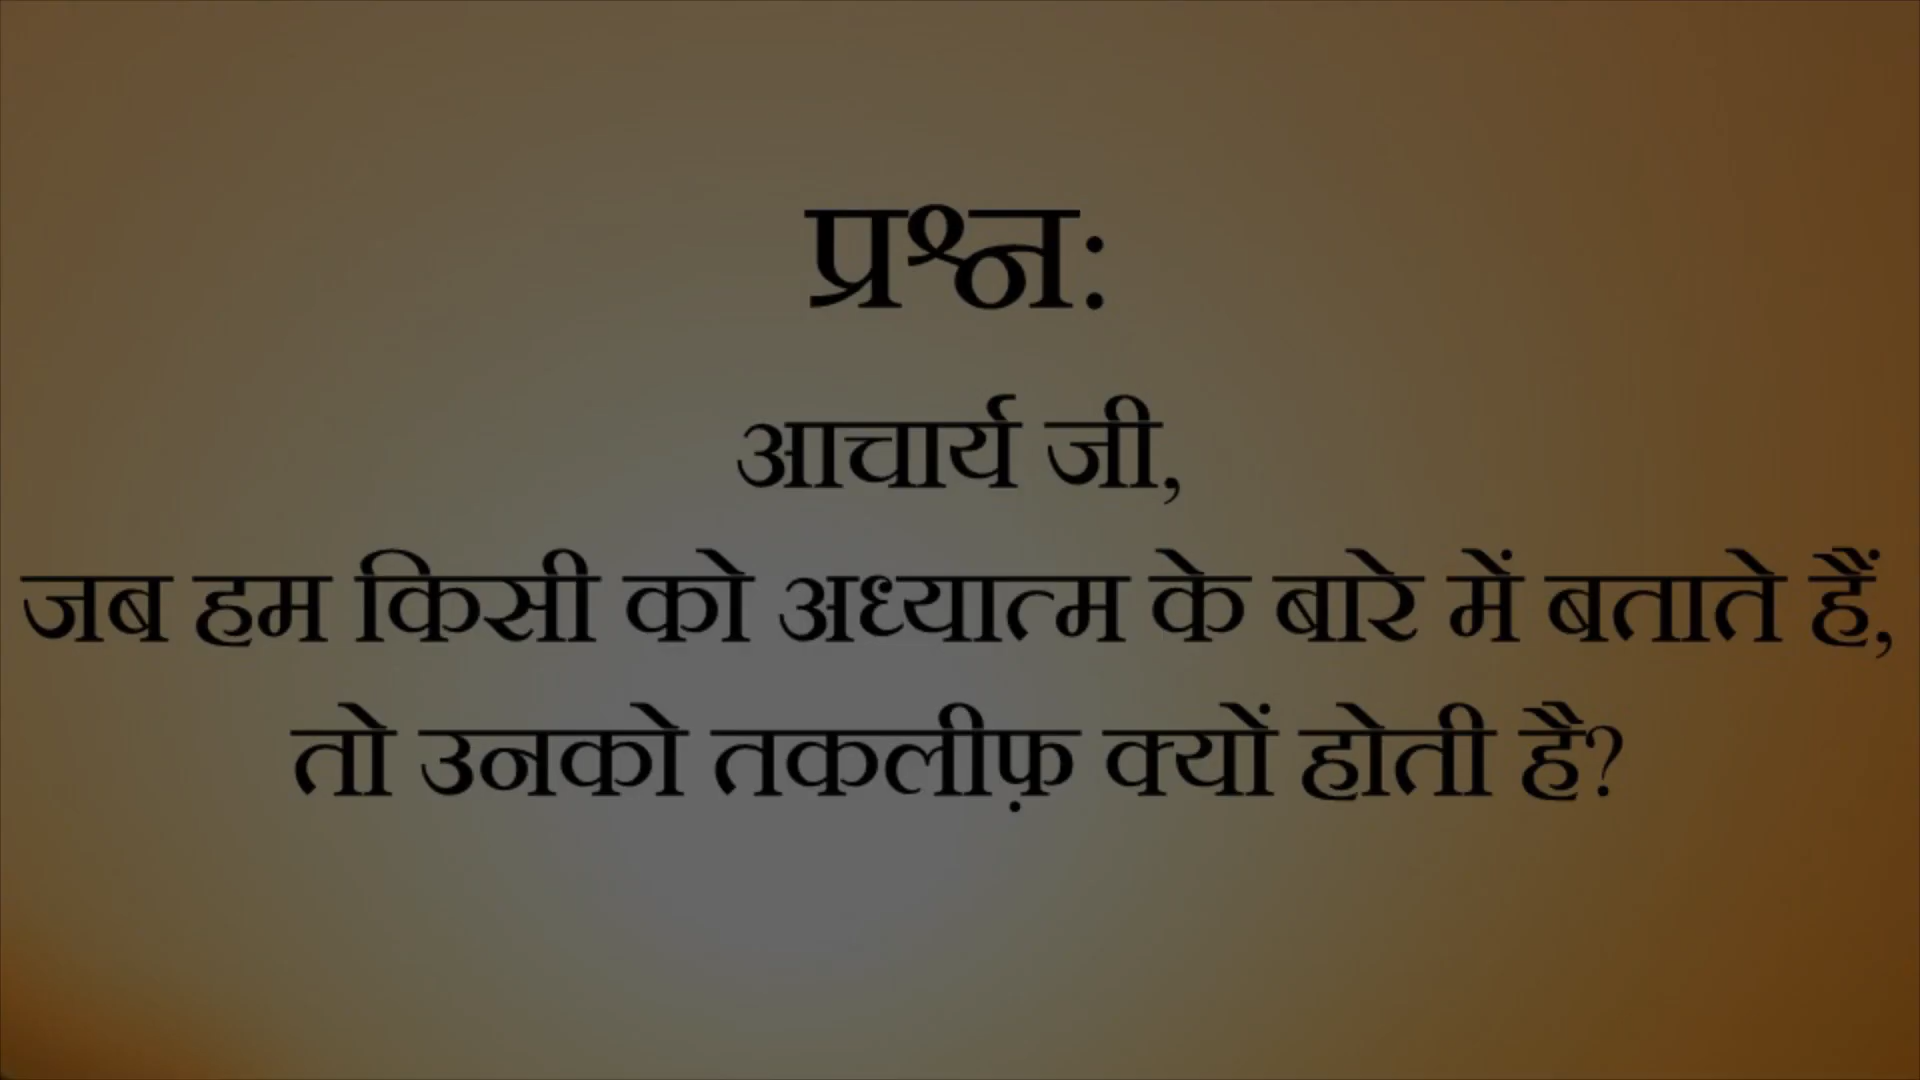 प्रश्न:
आचार्य जी,
जब हम किसी को अध्यात्म के बारे में बताते हैं,
तो उनको तकलीफ़ क्यों होती है?